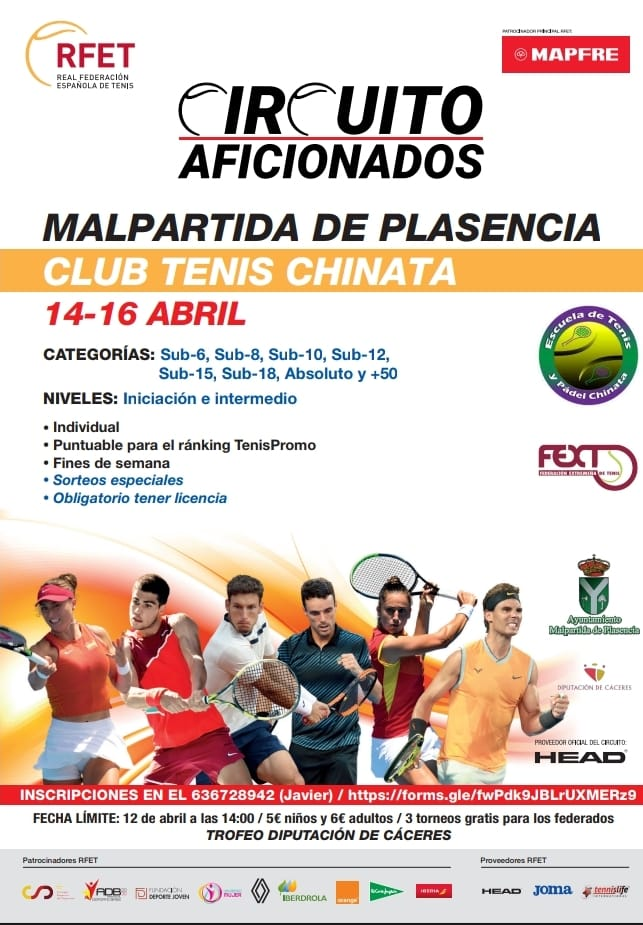 RFET
REAL FEDERACIÓN
ESPAÑOLA DE TENIS
PATROCINADOR PRINCIPAL RFET:
MAPFRE
CIRCUITO
AFICIONADOS
MALPARTIDA DE PLASENCIA
CLUB TENIS CHINATA
14-16 ABRIL
CATEGORÍAS: Sub-6, Sub-8, Sub-10, Sub-12,
Sub-15, Sub-18, Absoluto y +50
NIVELES: Iniciación e intermedio
• Individual
• Puntuable para el ránking TenisPromo
• Fines de semana
• Sorteos especiales
• Obligatorio tener licencia
Escuela de Tenis
y Pádel Chinata
FEXT
FEDERACIÓN EXTREMEÑA DE TENIS
Ayuntamiento
Malpartida de Plasencia
DIPUTACIÓN DE CÁCERES
PROVEEDOR OFICIAL DEL CIRCUITO:
HEAD
INSCRIPCIONES EN EL 636728942 (Javier) / https://forms.gle/fwPdk9JBLrUXMERz9
FECHA LÍMITE: 12 de abril a las 14:00 / 5€ niños y 6€ adultos / 3 torneos gratis para los federados
TROFEO DIPUTACIÓN DE CÁCERES
Patrocinadores RFET
Proveedores RFET
CSD
ADB
FUNDACIÓN
DEPORTE JOVEN
MUJER
IBERDROLA
orange
El Corte Inglés
IBERIA
HEAD
Joma
tennislife
INTERNATIONAL